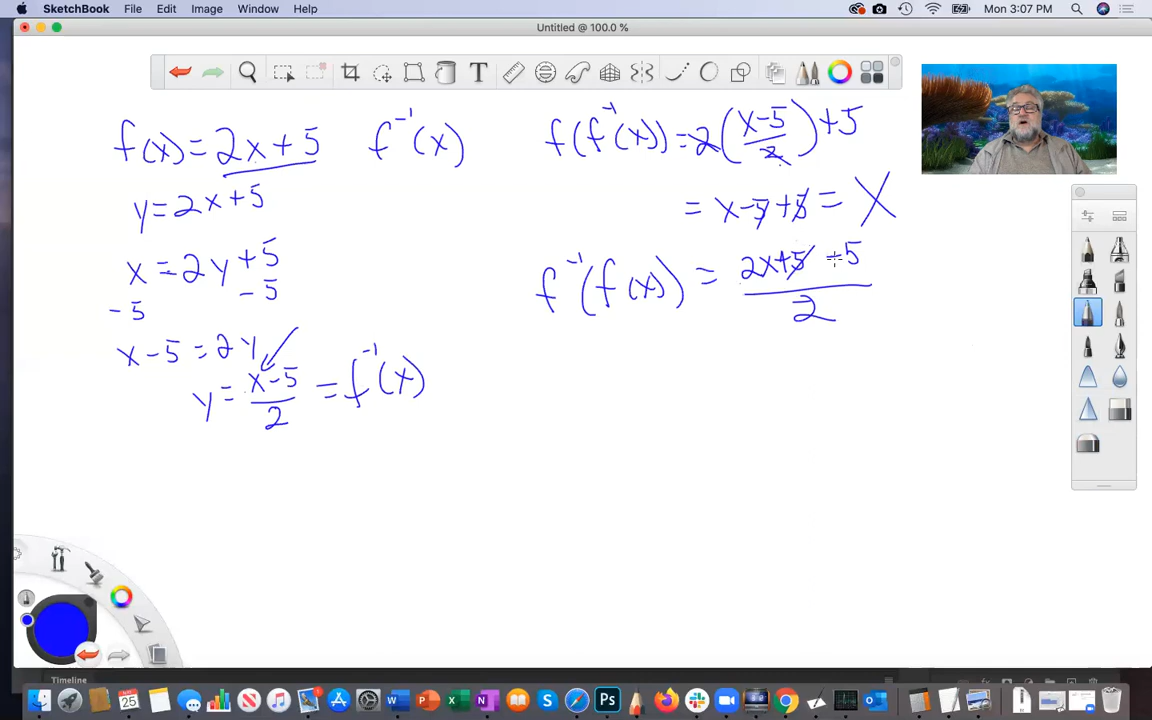 SketchBook File Edit Image Window Help Mon 3:07 PM
Untitled @ 100.0 %
f(x) = 2x + 5 f⁻¹(x)
y = 2x + 5
x = 2y + 5
-5 - 5
x - 5 = 2y
y = (x-5)/2 = f⁻¹(x)
f(f⁻¹(x)) = 2((x-5)/2) + 5
= x - 5 + 5 = x
f⁻¹(f(x)) = (2x+5 -5)/2
Timeline